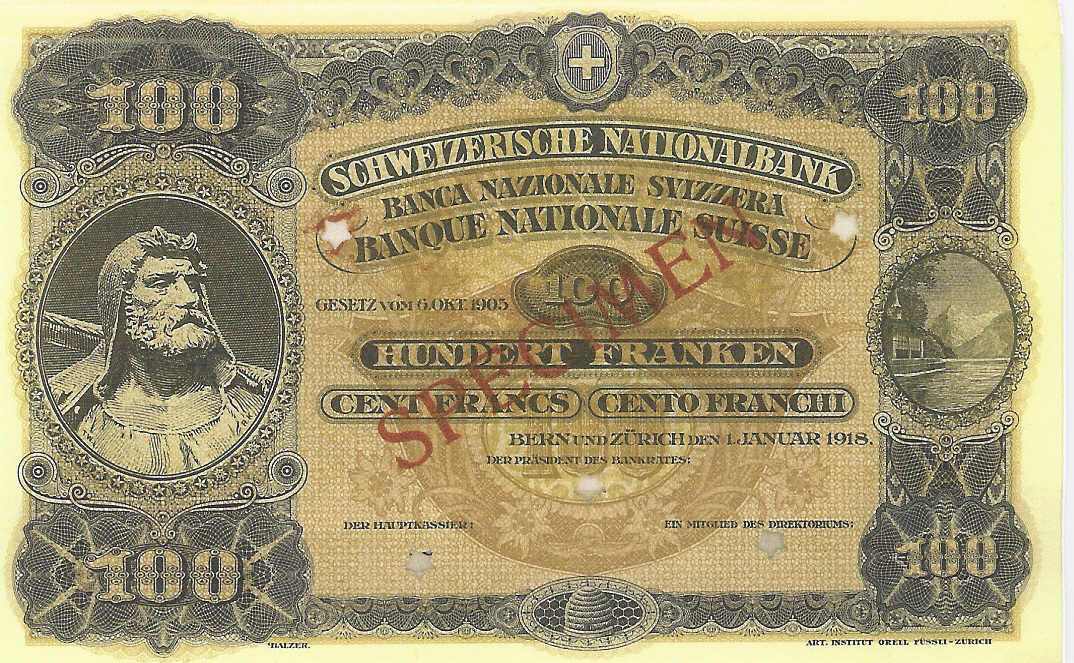 100
100
SCHWEIZERISCHE NATIONALBANK
BANCA NAZIONALE SVIZZERA
BANQUE NATIONALE SUISSE
SPECIMEN
GESETZ VOM 6. OKT. 1905
100
HUNDERT FRANKEN
CENT FRANCS
CENTO FRANCHI
BERN UND ZÜRICH DEN 1. JANUAR 1918.
DER PRÄSIDENT DES BANKRATES:
DER HAUPTKASSIER:
EIN MITGLIED DES DIREKTORIUMS:
100
100
BALZER.
ART. INSTITUT ORELL FÜSSLI-ZÜRICH